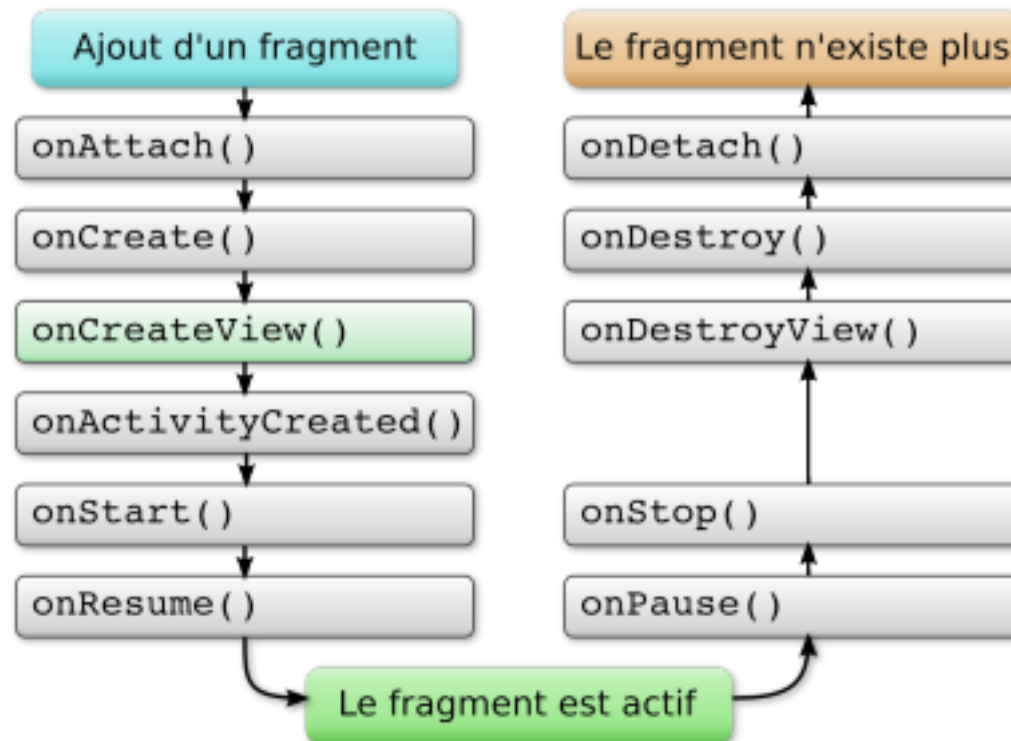 Ajout d'un fragment
onAttach()
onCreate()
onCreateView()
onActivityCreated()
onStart()
onResume()
Le fragment est actif
Le fragment n'existe plus
onDetach()
onDestroy()
onDestroyView()
onStop()
onPause()